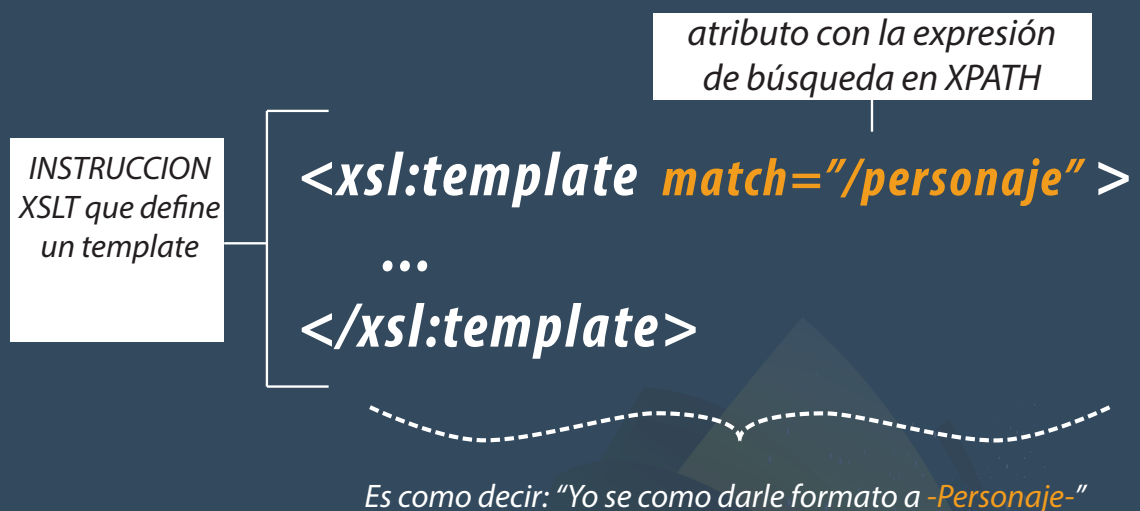 atributo con la expresión
de búsqueda en XPATH
INSTRUCCION
XSLT que define
un template
<xsl:template match=”/personaje” >
...
</xsl:template>
Es como decir: “Yo se como darle formato a -Personaje-”